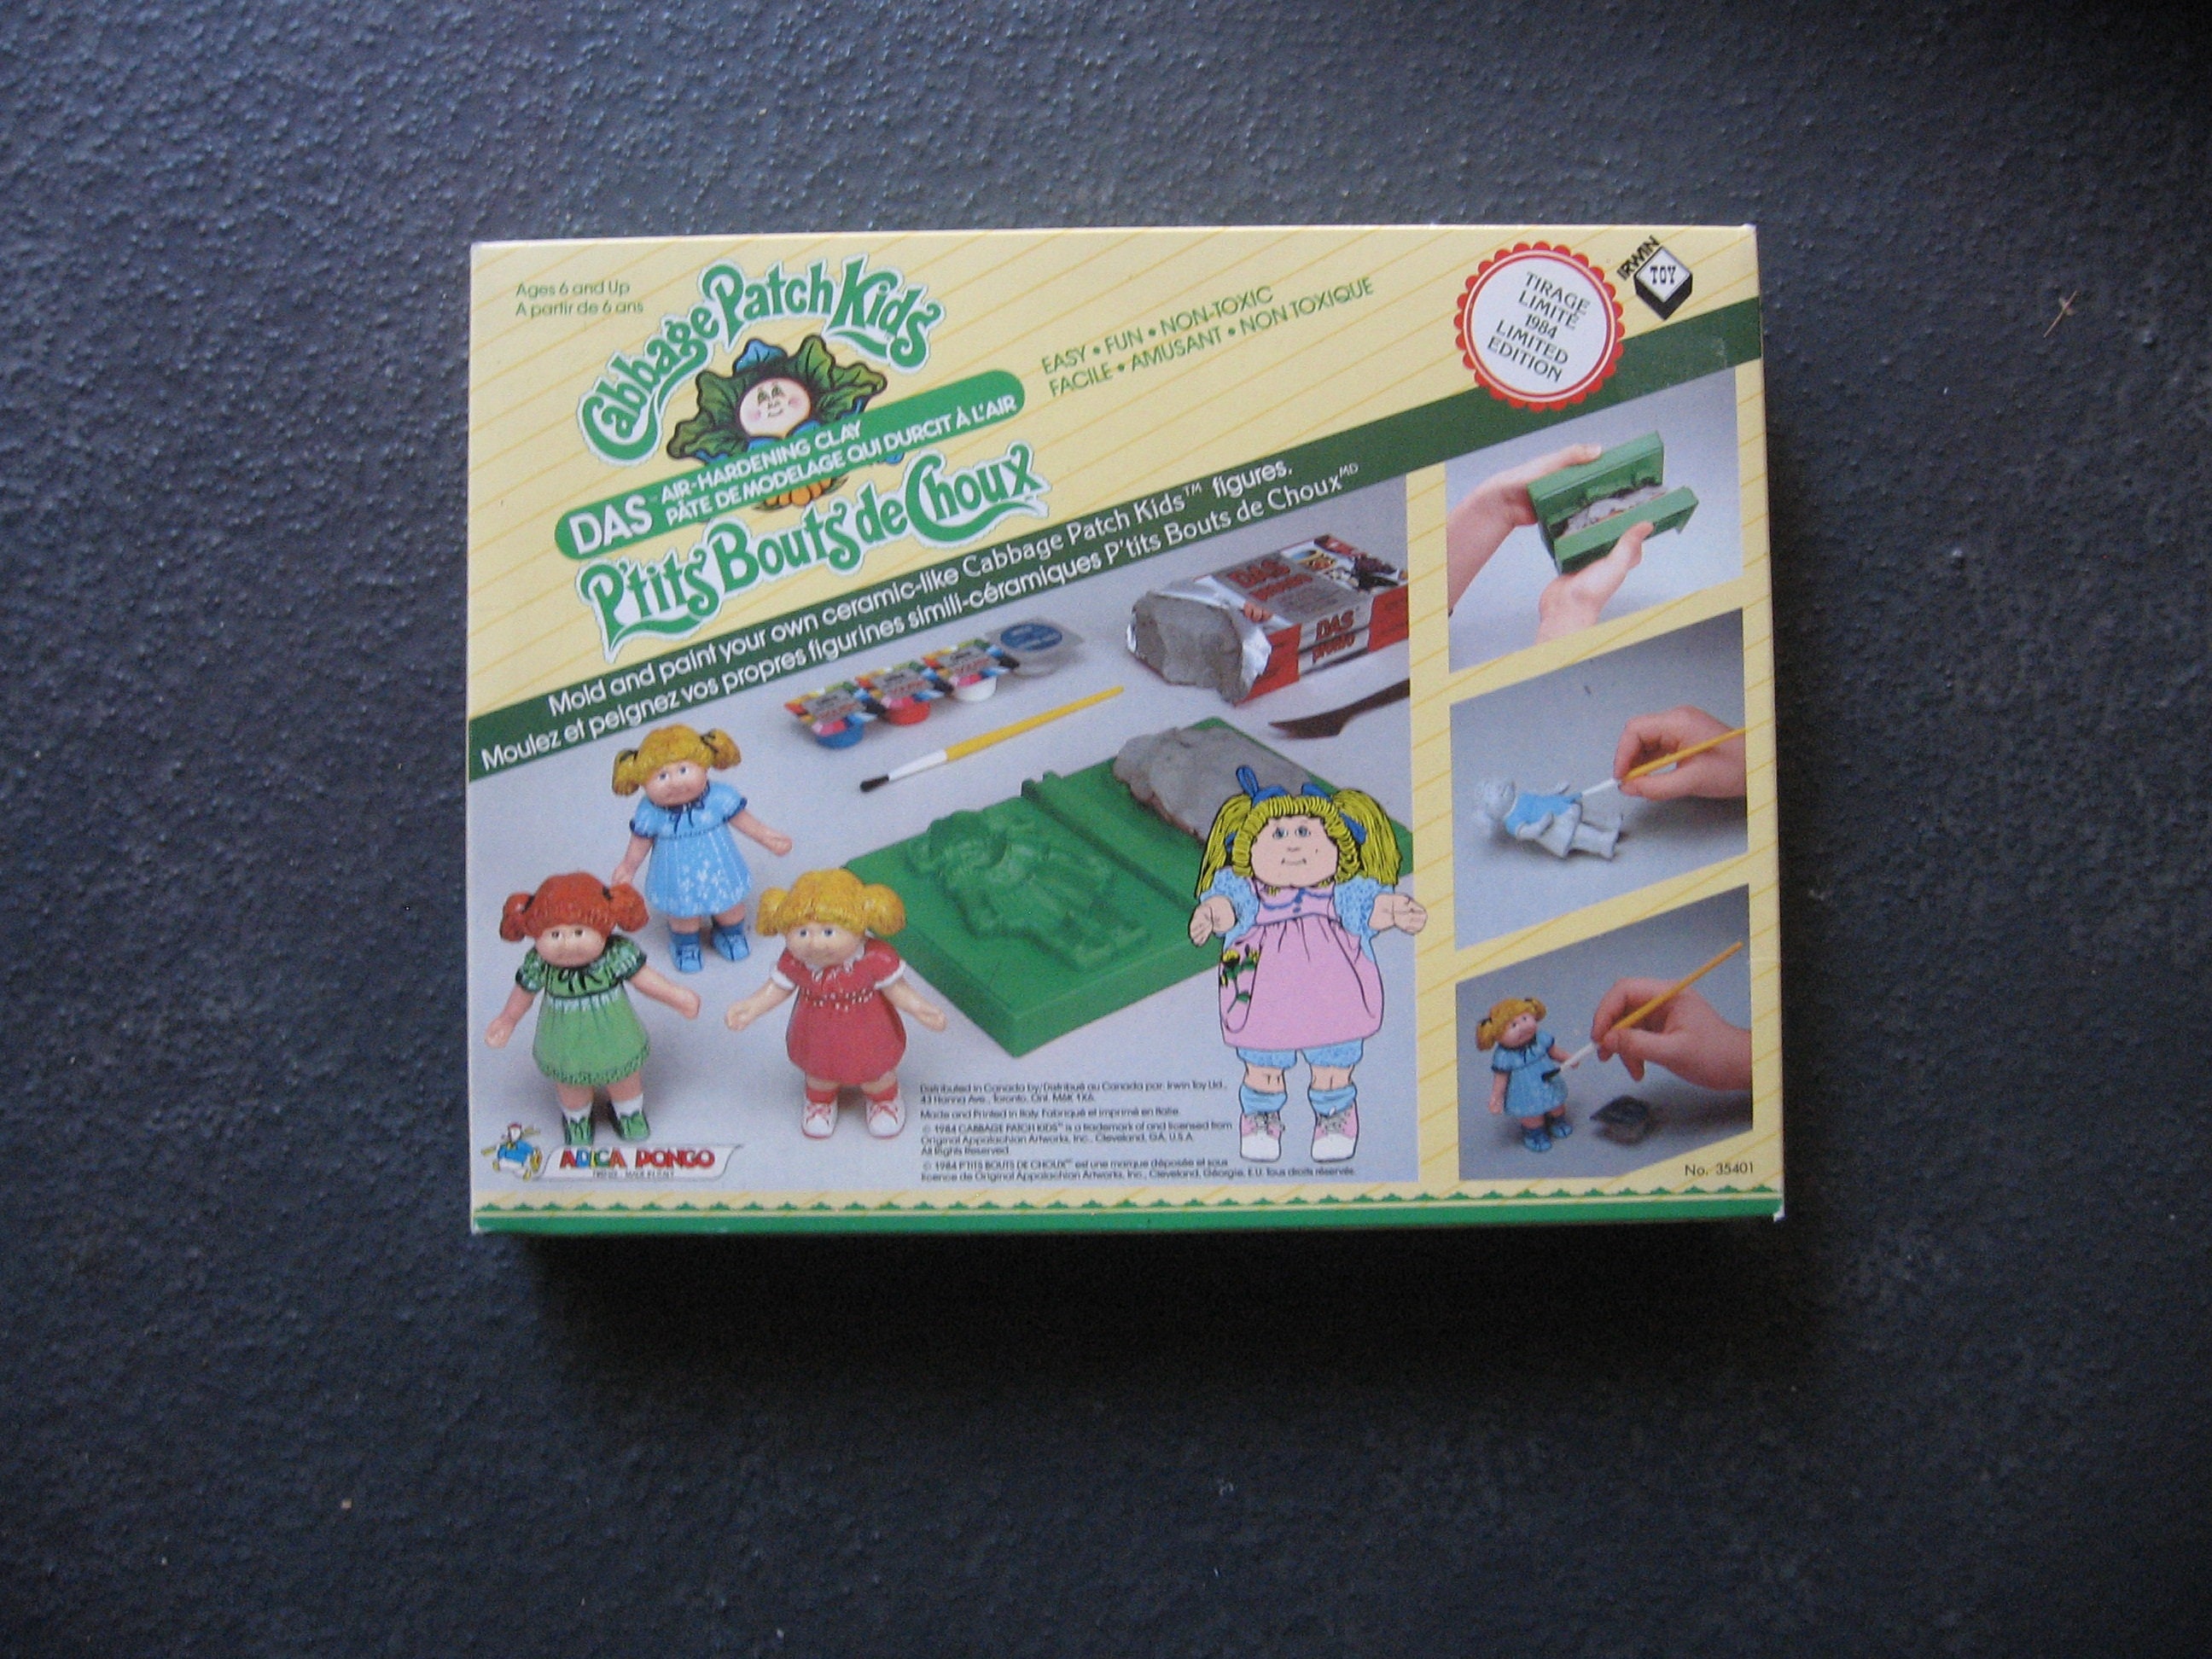 Ages 6 and Up
A partir de 6 ans
Cabbage Patch Kids
DAS - AIR-HARDENING CLAY
PÂTE DE MODELAGE QUI DURCIT À L'AIR
P'tits Bouts de Choux
EASY • FUN • NON-TOXIC
FACILE • AMUSANT • NON TOXIQUE
TIRAGE
LIMITÉ
1984
LIMITED
EDITION
IRWIN
TOY
Mold and paint your own ceramic-like Cabbage Patch Kids™ figures.
Moulez et peignez vos propres figurines simili-céramiques P'tits Bouts de Choux MD
DAS
pronto
DAS
pronto
Distributed in Canada by/Distribué au Canada par: Irwin Toy Ltd.,
43 Hanna Ave., Toronto, Ont. M6K 1X6.
Made and Printed in Italy. Fabriqué et imprimé en Italie.
© 1984 CABBAGE PATCH KIDS™ is a trademark of and licensed from
Original Appalachian Artworks, Inc., Cleveland, GA, U.S.A.
All Rights Reserved.
© 1984 P'TITS BOUTS DE CHOUX MD est une marque déposée et sous
licence de Original Appalachian Artworks, Inc., Cleveland, Géorgie, E.U. Tous droits réservés.
ADICA PONGO
MADE IN ITALY
No. 35401